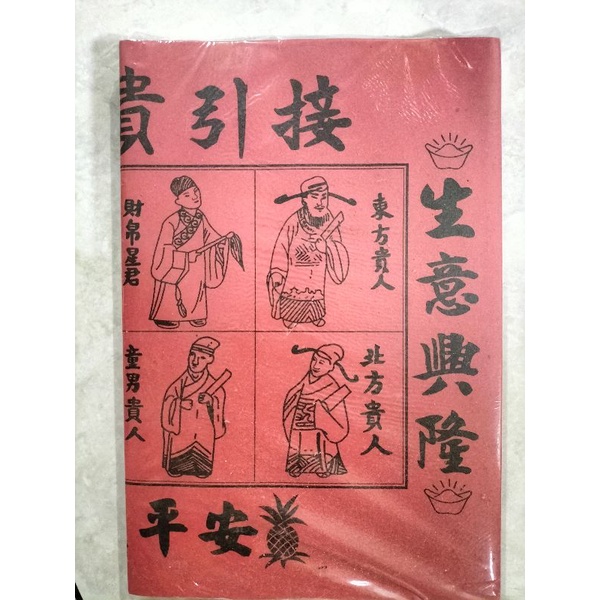 接引貴
生意興隆
東方貴人
財帛星君
北方貴人
童男貴人
平安